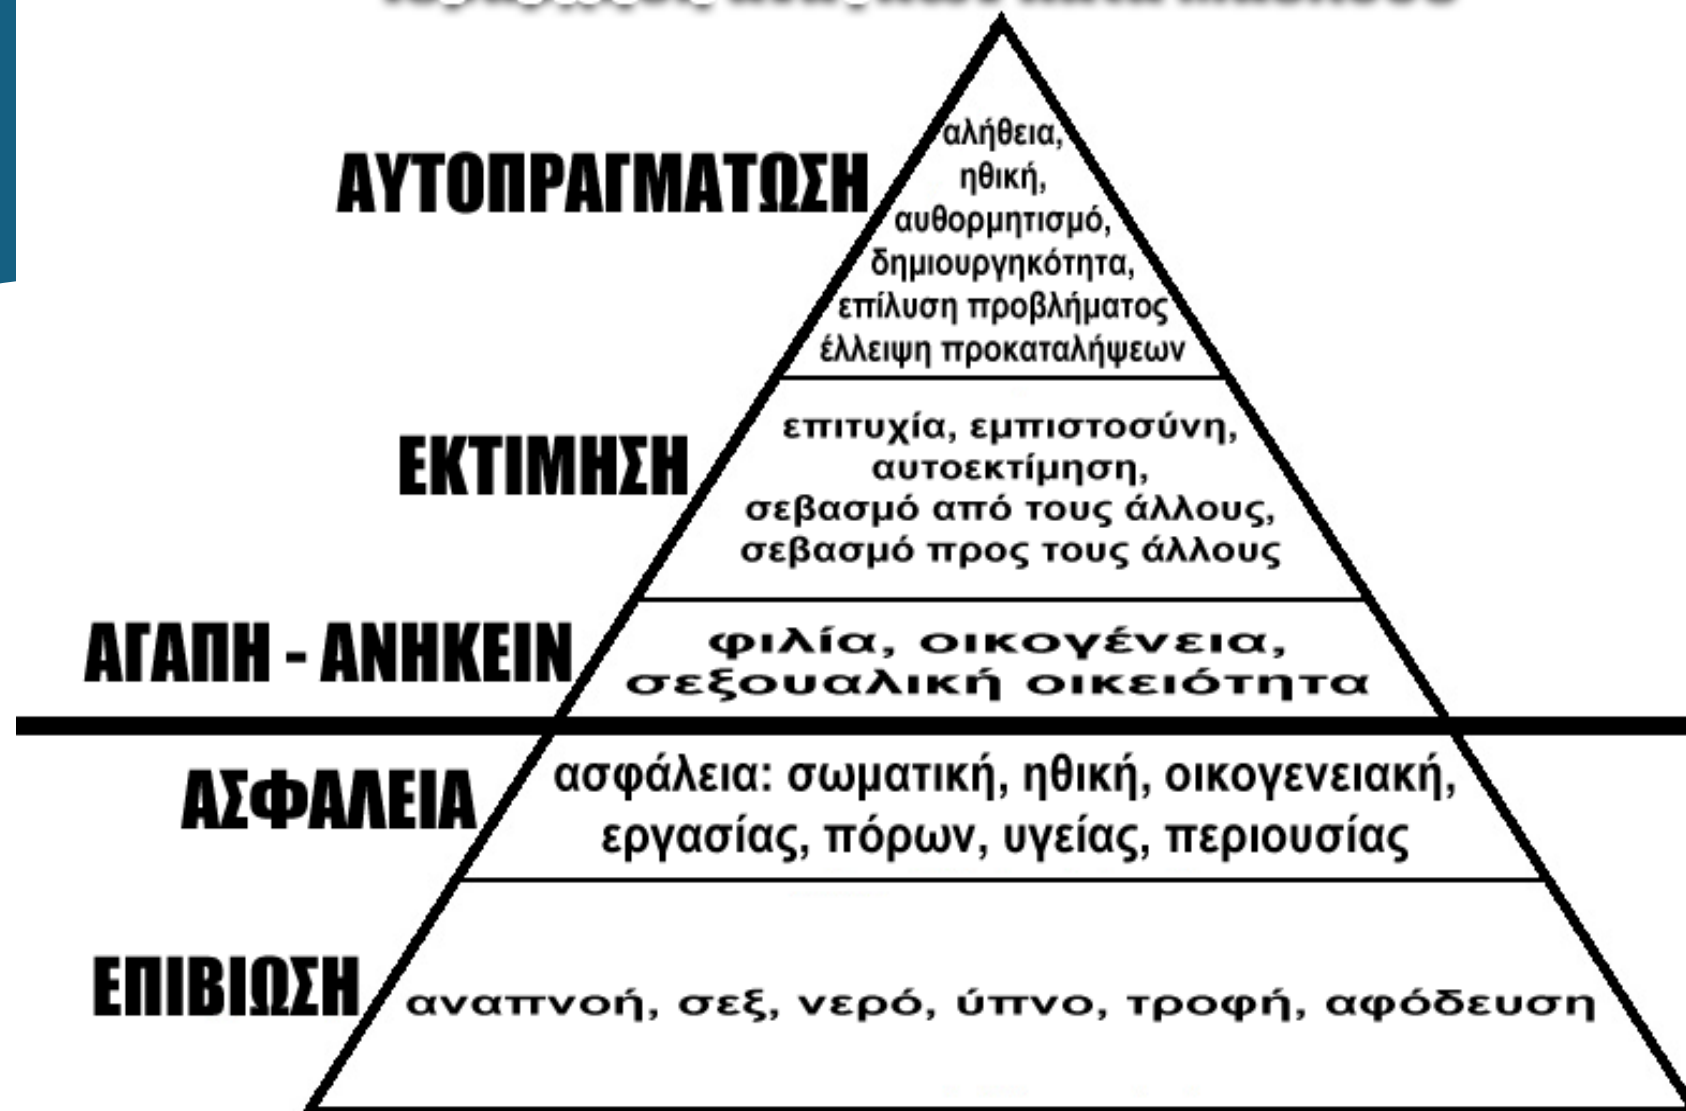 ΑΥΤΟΠΡΑΓΜΑΤΩΣΗ
αλήθεια,
ηθική,
αυθορμητισμό,
δημιουργηκότητα,
επίλυση προβλήματος
έλλειψη προκαταλήψεων
ΕΚΤΙΜΗΣΗ
επιτυχία, εμπιστοσύνη,
αυτοεκτίμηση,
σεβασμό από τους άλλους,
σεβασμό προς τους άλλους
ΑΓΑΠΗ - ΑΝΗΚΕΙΝ
φιλία, οικογένεια,
σεξουαλική οικειότητα
ΑΣΦΑΛΕΙΑ
ασφάλεια: σωματική, ηθική, οικογενειακή,
εργασίας, πόρων, υγείας, περιουσίας
ΕΠΙΒΙΩΣΗ
αναπνοή, σεξ, νερό, ύπνο, τροφή, αφόδευση